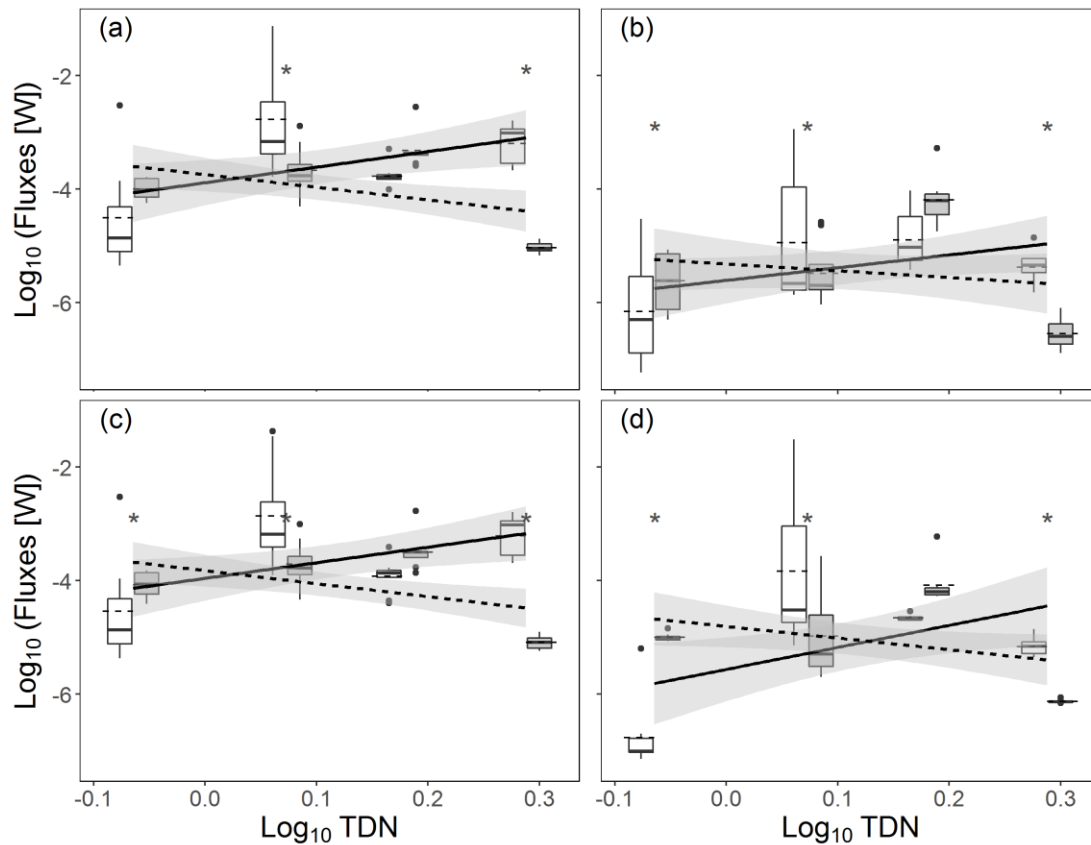 (a)
(b)
*
*
*
*
*
Log₁₀ (Fluxes [W])
-2
-4
-6
(c)
(d)
*
*
*
*
*
*
Log₁₀ (Fluxes [W])
-2
-4
-6
-0.1 0.0 0.1 0.2 0.3
-0.1 0.0 0.1 0.2 0.3
Log₁₀ TDN
Log₁₀ TDN